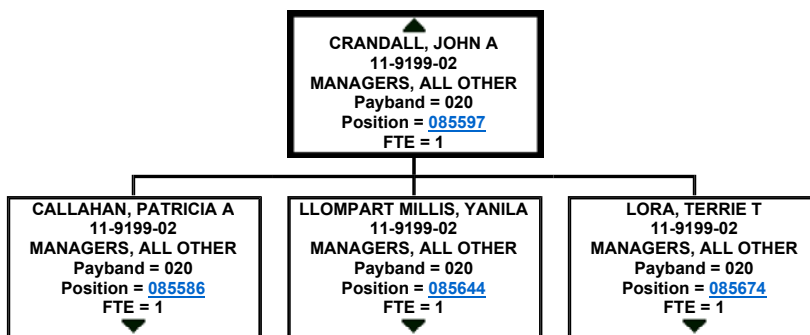 CRANDALL, JOHN A
11-9199-02
MANAGERS, ALL OTHER
Payband = 020
Position = 085597
FTE = 1
CALLAHAN, PATRICIA A
11-9199-02
MANAGERS, ALL OTHER
Payband = 020
Position = 085586
FTE = 1
LLOMPART MILLIS, YANILA
11-9199-02
MANAGERS, ALL OTHER
Payband = 020
Position = 085644
FTE = 1
LORA, TERRIE T
11-9199-02
MANAGERS, ALL OTHER
Payband = 020
Position = 085674
FTE = 1